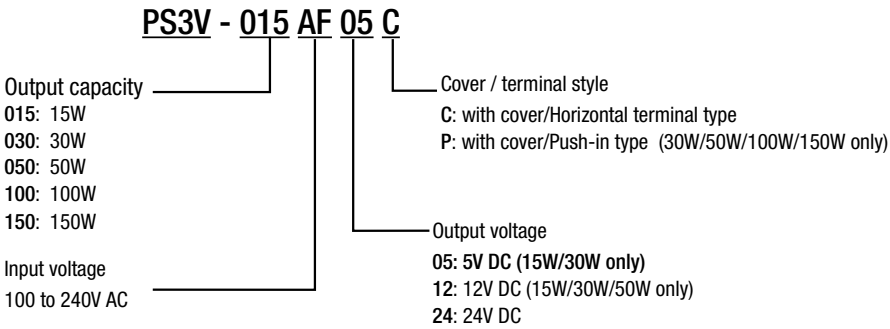 PS3V - 015 AF 05 C
Output capacity
015: 15W
030: 30W
050: 50W
100: 100W
150: 150W
Input voltage
100 to 240V AC
Cover / terminal style
C: with cover/Horizontal terminal type
P: with cover/Push-in type (30W/50W/100W/150W only)
Output voltage
05: 5V DC (15W/30W only)
12: 12V DC (15W/30W/50W only)
24: 24V DC